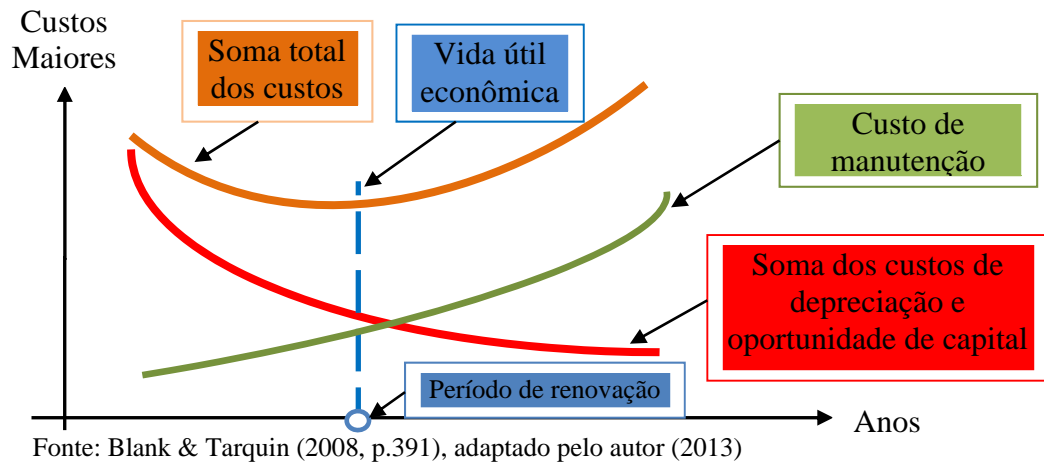 Custos
Maiores
Soma total
dos custos
Vida útil
econômica
Custo de
manutenção
Soma dos custos de
depreciação e
oportunidade de capital
Período de renovação
Anos
Fonte: Blank & Tarquin (2008, p.391), adaptado pelo autor (2013)